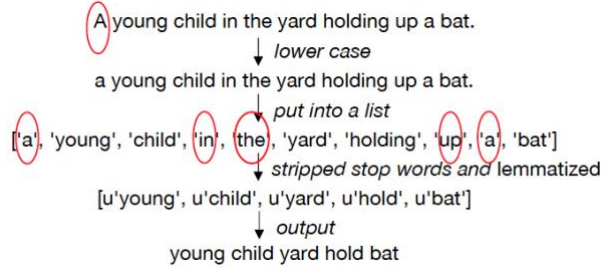 A young child in the yard holding up a bat.
lower case
a young child in the yard holding up a bat.
put into a list
['a', 'young', 'child', 'in', 'the', 'yard', 'holding', 'up', 'a', 'bat']
stripped stop words and lemmatized
[u'young', u'child', u'yard', u'hold', u'bat']
output
young child yard hold bat